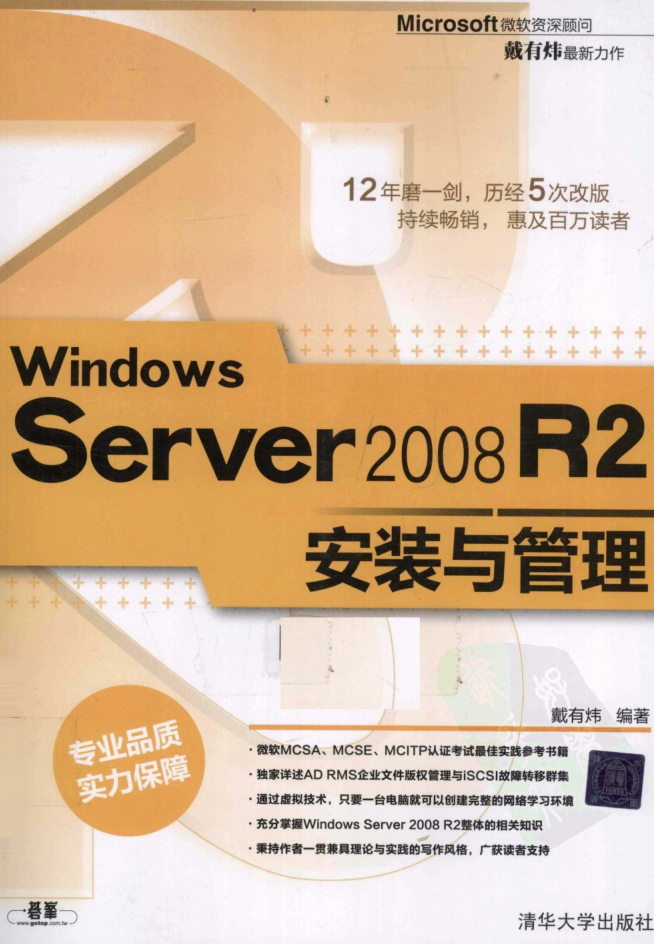 Microsoft微软资深顾问
戴有炜最新力作
12年磨一剑，历经5次改版
持续畅销， 惠及百万读者
Windows
Server 2008 R2
安装与管理
戴有炜 编著
专业品质
实力保障
· 微软MCSA、MCSE、MCITP认证考试最佳实践参考书籍
· 独家详述AD RMS企业文件版权管理与iSCSI故障转移群集
· 通过虚拟技术，只要一台电脑就可以创建完整的网络学习环境
· 充分掌握Windows Server 2008 R2整体的相关知识
· 秉持作者一贯兼具理论与实践的写作风格，广获读者支持
碁峯
www.gotop.com.tw
清华大学出版社